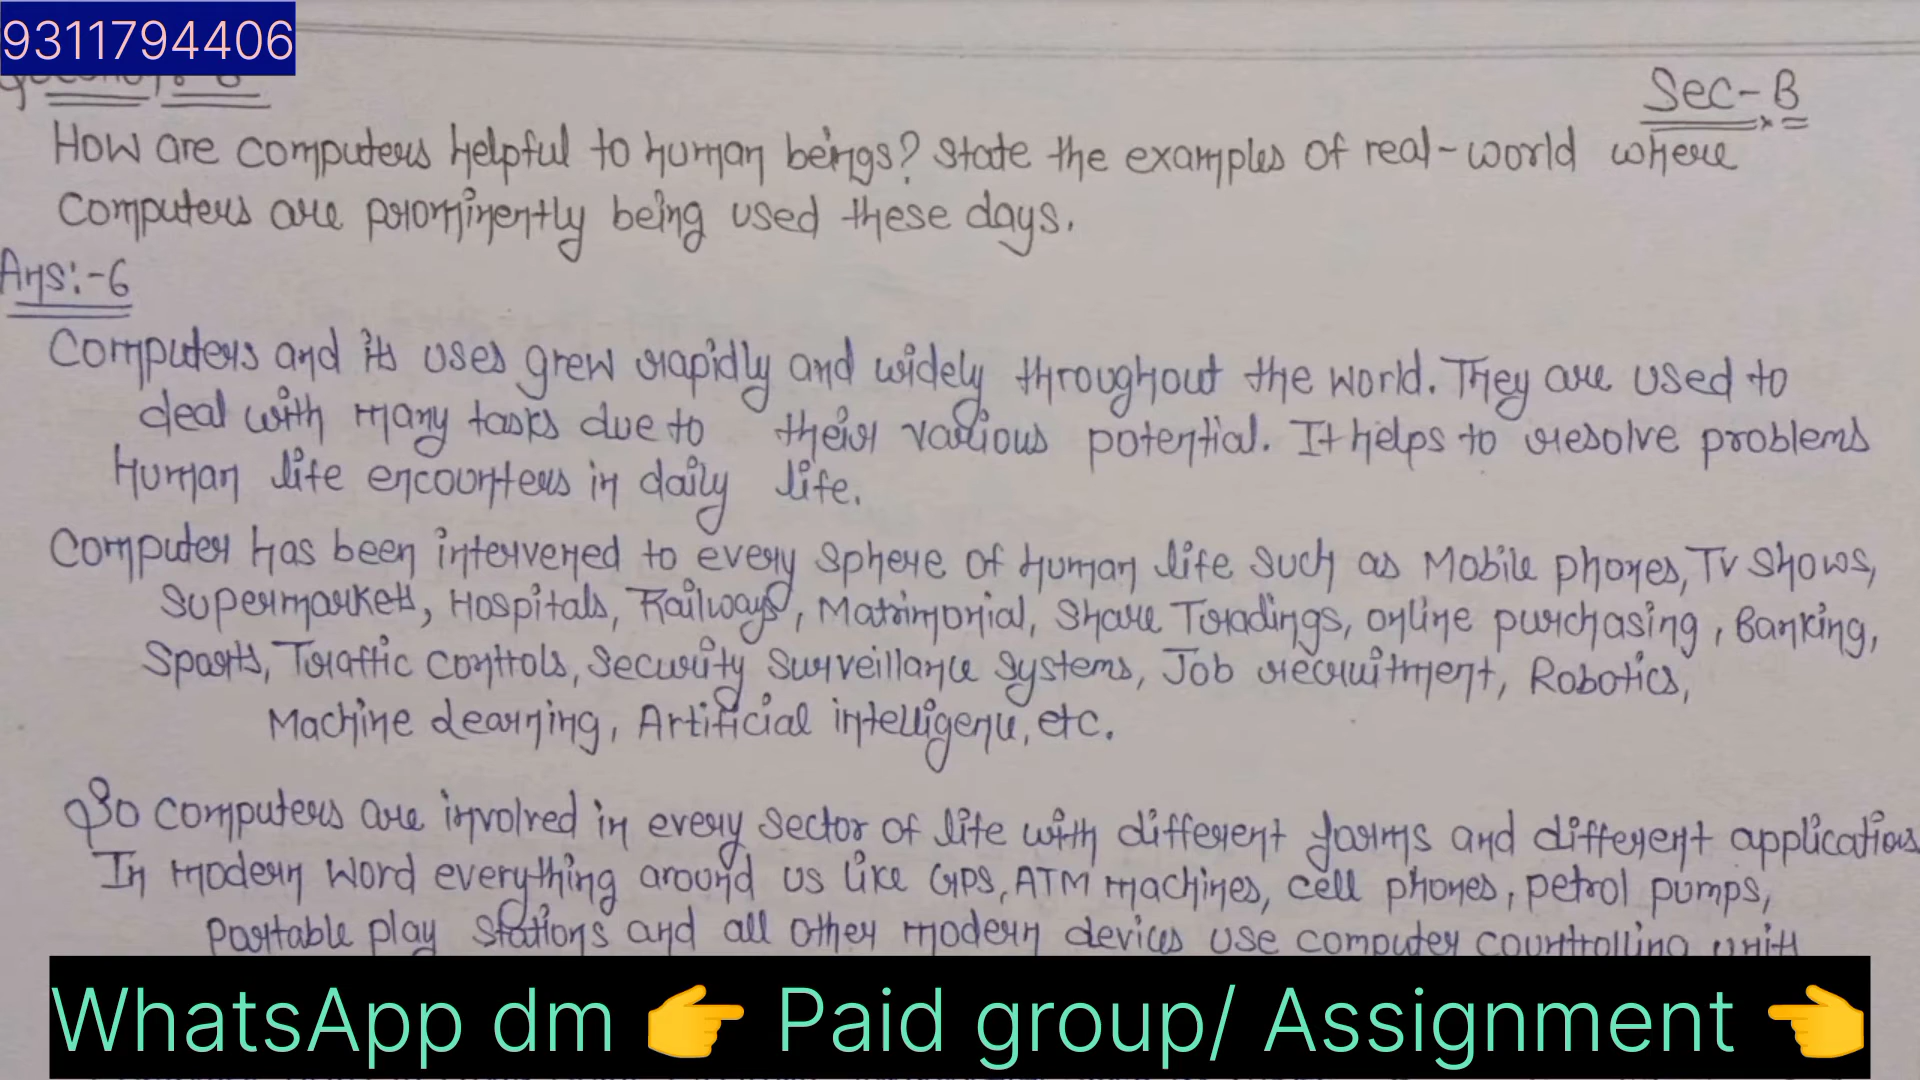 9311794406
Sec-B
How are computers helpful to human beings? State the examples of real-world where
computers are prominently being used these days.
Ans:-6
Computers and its uses grew rapidly and widely throughout the world. They are used to
deal with many tasks due to their various potential. It helps to resolve problems
human life encounters in daily life.
Computer has been intervened to every sphere of human life such as Mobile phones, Tv shows,
Supermarkets, Hospitals, Railways, Matrimonial, Share Tradings, online purchasing, Banking,
Sports, Traffic controls, Security Surveillance systems, Job recruitment, Robotics,
Machine learning, Artificial intelligence, etc.
So computers are involved in every sector of life with different forms and different applications
In modern word everything around us like GPS, ATM machines, cell phones, petrol pumps,
portable play stations and all other modern devices use computer countrolling unit
WhatsApp dm 👉 Paid group/ Assignment 👈